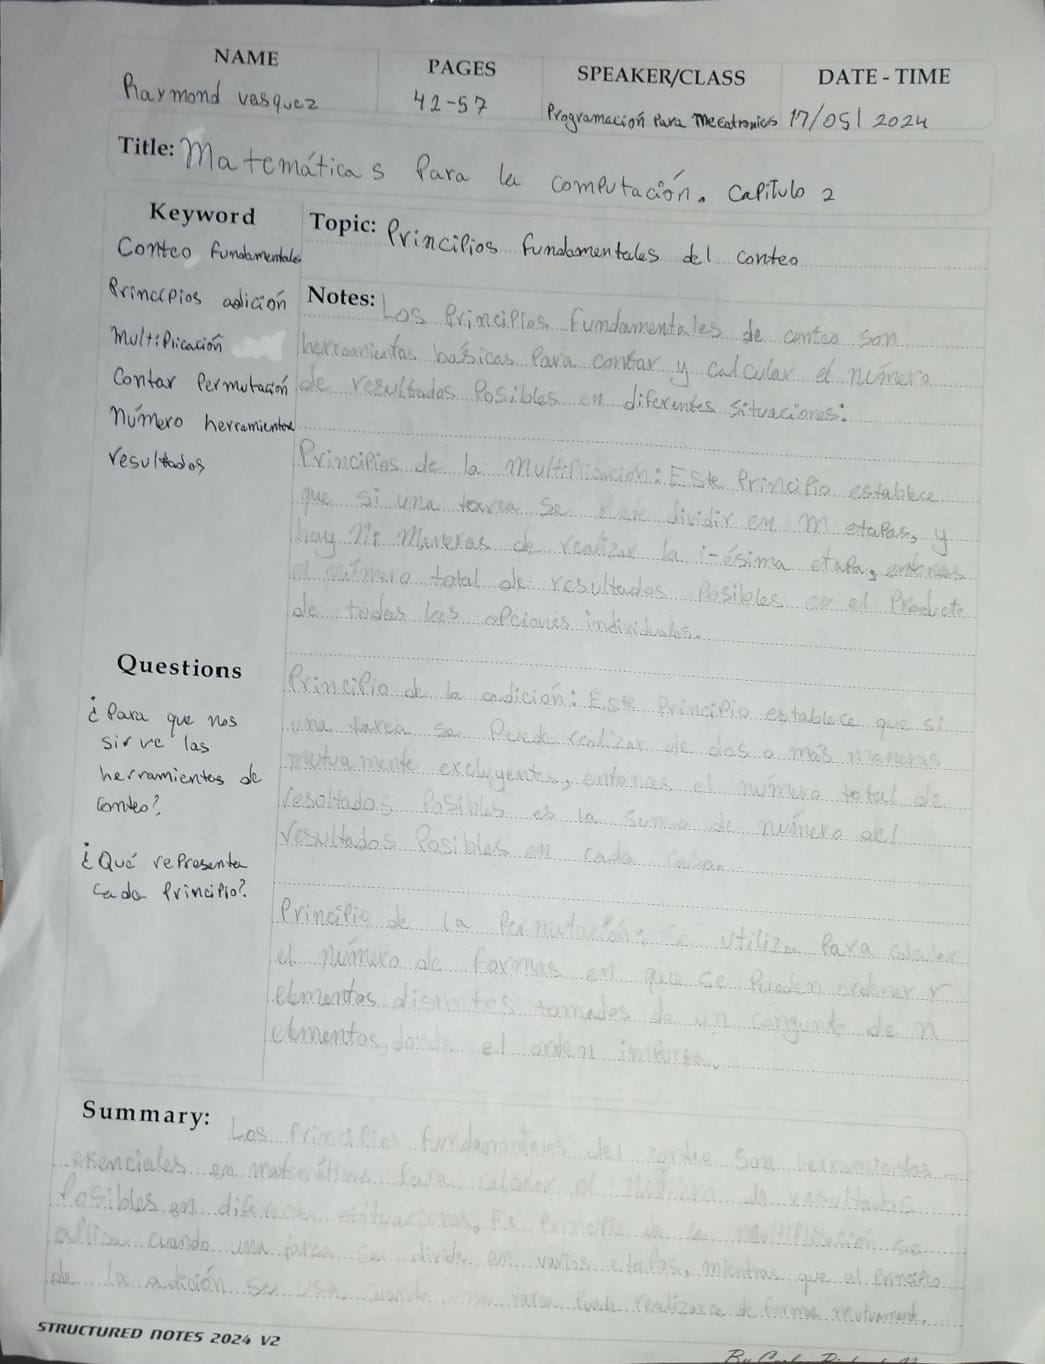 NAME
PAGES
SPEAKER/CLASS
DATE - TIME
Raymond vasquez
42-57
Programación Para Mecatronicos
17/05/2024
Title: Matemáticas Para la computación. Capitulo 2
Keyword
Conteo fundamentales
Principios adición
Multiplicación
Contar Permutación
número herramientas
resultados
Topic: Principios fundamentales del conteo
Notes: Los Principios fundamentales de conteo son
herramientas básicas Para contar y calcular el número
de resultados Posibles en diferentes situaciones:
Principios de la multiplicación: Este Principio establece
que si una tarea se dividir en m etapas, y
hay ni maneras de realizar la i-ésima etapa, entonces
el número total de resultados Posibles es el Producto
de todas las opciones individuales.
Principio de la adición: Este Principio establece que si
una tarea se Puede realizar de dos o más maneras
mutuamente excluyentes, entonces el número total de
resultados Posibles es la suma de número del
resultados Posibles en cada caso.
Principio de la Permutación: se utiliza Para calcular
el número de formas en que se Pueden ordenar r
elementos distintos tomados de un conjunto de n
elementos, donde el orden importa.
Questions
¿Para que nos
sirve las
herramientas de
conteo?
¿Qué representa
cada Principio?
Summary: Los Principios fundamentales del conteo son herramientas
esenciales en matemáticas Para calcular el número de resultados
Posibles en diferentes situaciones. El Principio de la multiplicación se
aplica cuando una tarea se divide en varias etapas, mientras que el Principio
de la adición se usa cuando una tarea Puede realizarse de formas mutuamente.
STRUCTURED NOTES 2024 V2
By